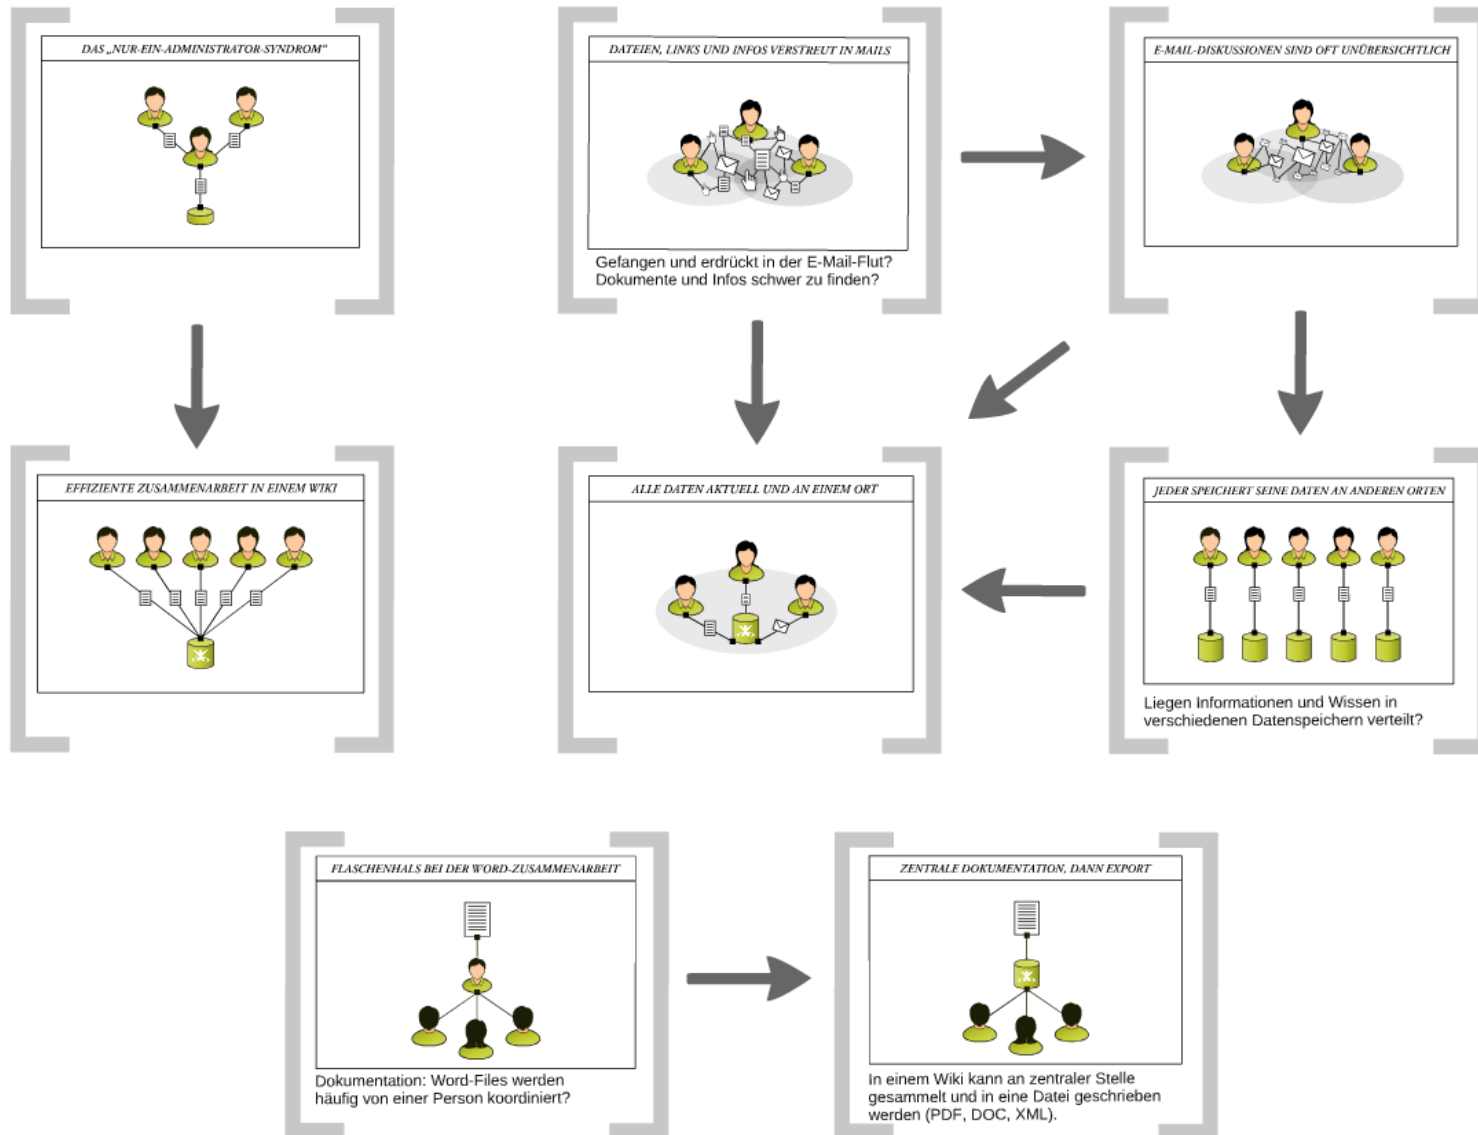 DAS „NUR-EIN-ADMINISTRATOR-SYNDROM“
DATEIEN, LINKS UND INFOS VERSTREUT IN MAILS
Gefangen und erdrückt in der E-Mail-Flut?
Dokumente und Infos schwer zu finden?
E-MAIL-DISKUSSIONEN SIND OFT UNÜBERSICHTLICH
EFFIZIENTE ZUSAMMENARBEIT IN EINEM WIKI
ALLE DATEN AKTUELL UND AN EINEM ORT
JEDER SPEICHERT SEINE DATEN AN ANDEREN ORTEN
Liegen Informationen und Wissen in
verschiedenen Datenspeichern verteilt?
FLASCHENHALS BEI DER WORD-ZUSAMMENARBEIT
Dokumentation: Word-Files werden
häufig von einer Person koordiniert?
ZENTRALE DOKUMENTATION, DANN EXPORT
In einem Wiki kann an zentraler Stelle
gesammelt und in eine Datei geschrieben
werden (PDF, DOC, XML).